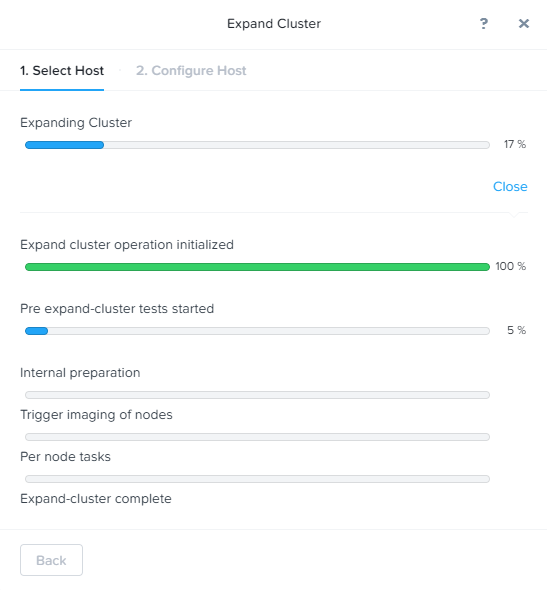 Expand Cluster
?
×
1. Select Host
2. Configure Host
Expanding Cluster
17 %
Close
Expand cluster operation initialized
100 %
Pre expand-cluster tests started
5 %
Internal preparation
Trigger imaging of nodes
Per node tasks
Expand-cluster complete
Back